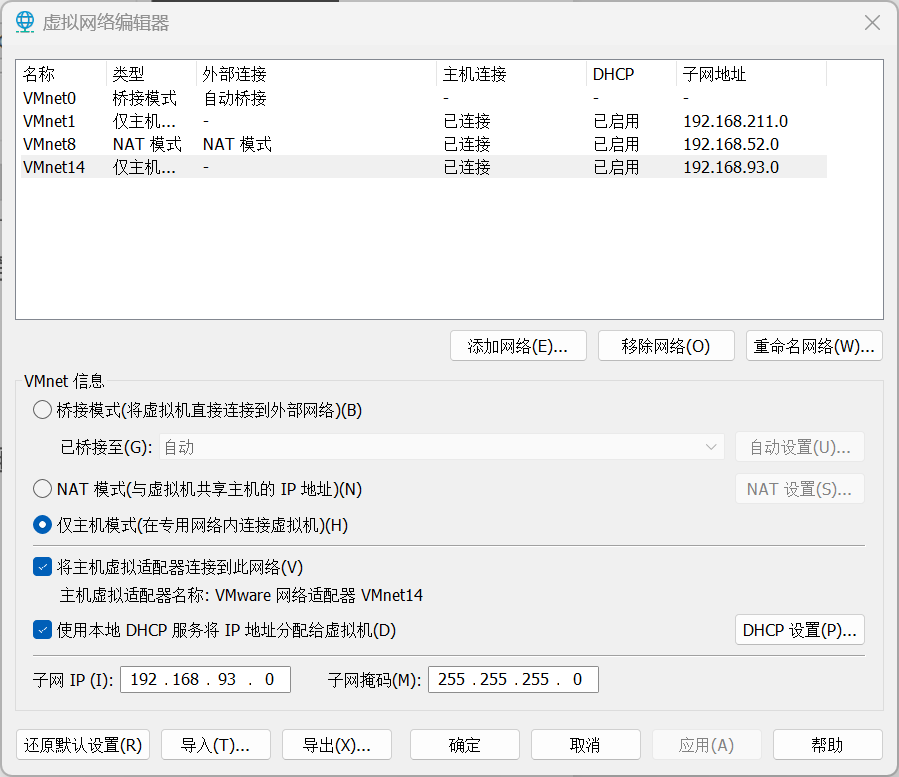 虚拟网络编辑器
名称 类型 外部连接 主机连接 DHCP 子网地址
VMnet0 桥接模式 自动桥接 - - -
VMnet1 仅主机... - 已连接 已启用 192.168.211.0
VMnet8 NAT 模式 NAT 模式 已连接 已启用 192.168.52.0
VMnet14 仅主机... - 已连接 已启用 192.168.93.0
添加网络(E)... 移除网络(O) 重命名网络(W)...
VMnet 信息
桥接模式(将虚拟机直接连接到外部网络)(B)
已桥接至(G): 自动 自动设置(U)...
NAT 模式(与虚拟机共享主机的 IP 地址)(N) NAT 设置(S)...
仅主机模式(在专用网络内连接虚拟机)(H)
将主机虚拟适配器连接到此网络(V)
主机虚拟适配器名称: VMware 网络适配器 VMnet14
使用本地 DHCP 服务将 IP 地址分配给虚拟机(D) DHCP 设置(P)...
子网 IP (I): 192 . 168 . 93 . 0 子网掩码(M): 255 . 255 . 255 . 0
还原默认设置(R) 导入(T)... 导出(X)... 确定 取消 应用(A) 帮助